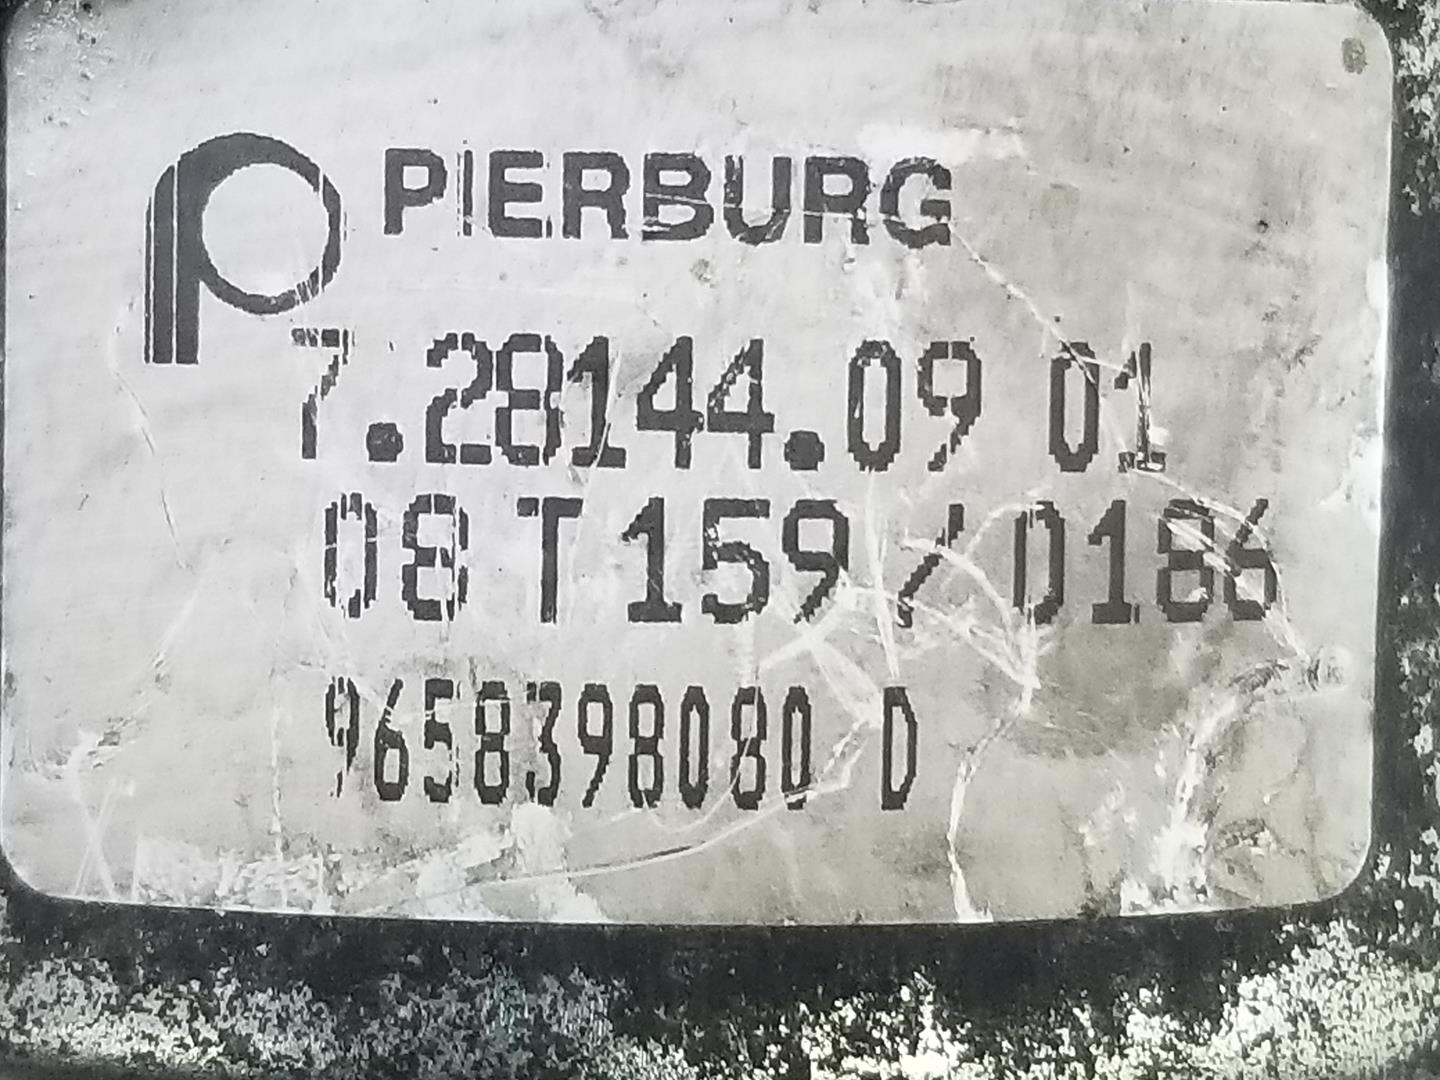 PIERBURG
7.28144.09 01
08 T 159 / 0186
9658398080 D